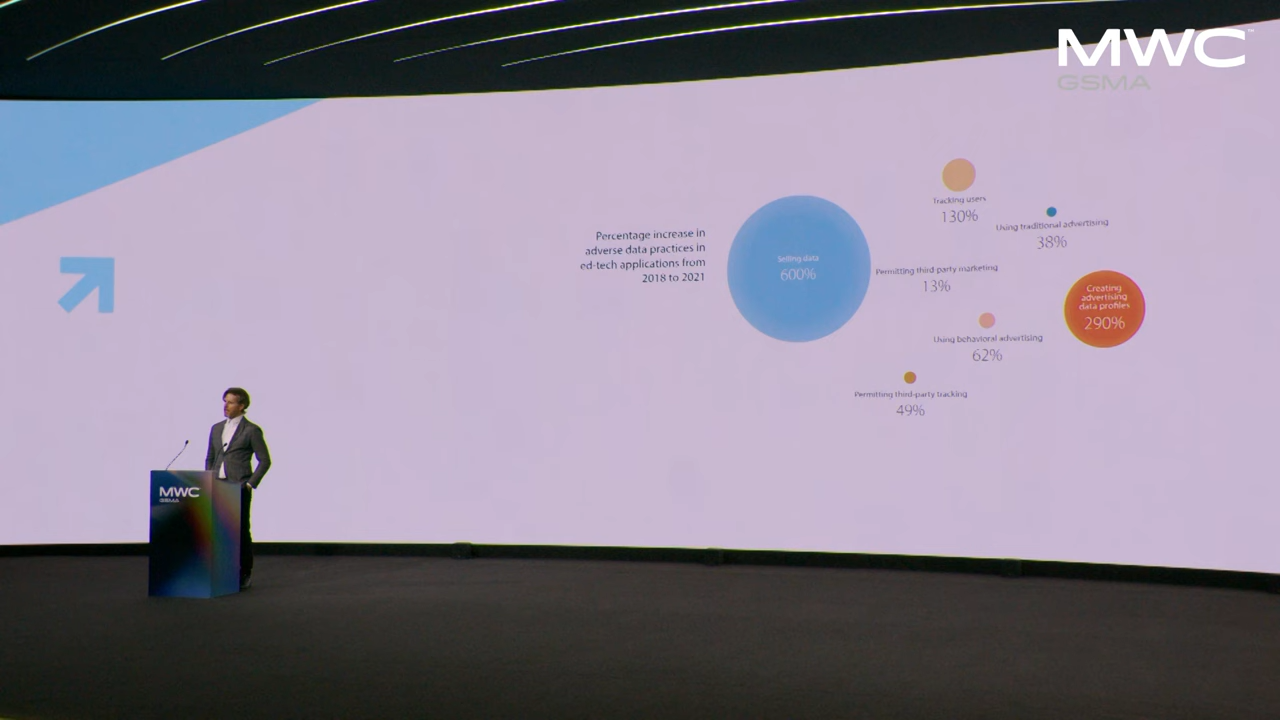 MWC™
GSMA
Percentage increase in
adverse data practices in
ed-tech applications from
2018 to 2021
Selling data
600%
Tracking users
130%
Using traditional advertising
38%
Permitting third-party marketing
13%
Creating
advertising
data profiles
290%
Using behavioral advertising
62%
Permitting third-party tracking
49%
MWC
GSMA